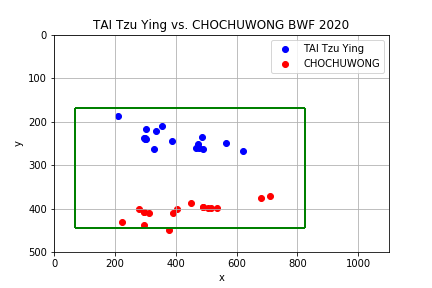 TAI Tzu Ying vs. CHOCHUWONG BWF 2020
TAI Tzu Ying
CHOCHUWONG
0
100
200
300
400
500
y
0 200 400 600 800 1000
x